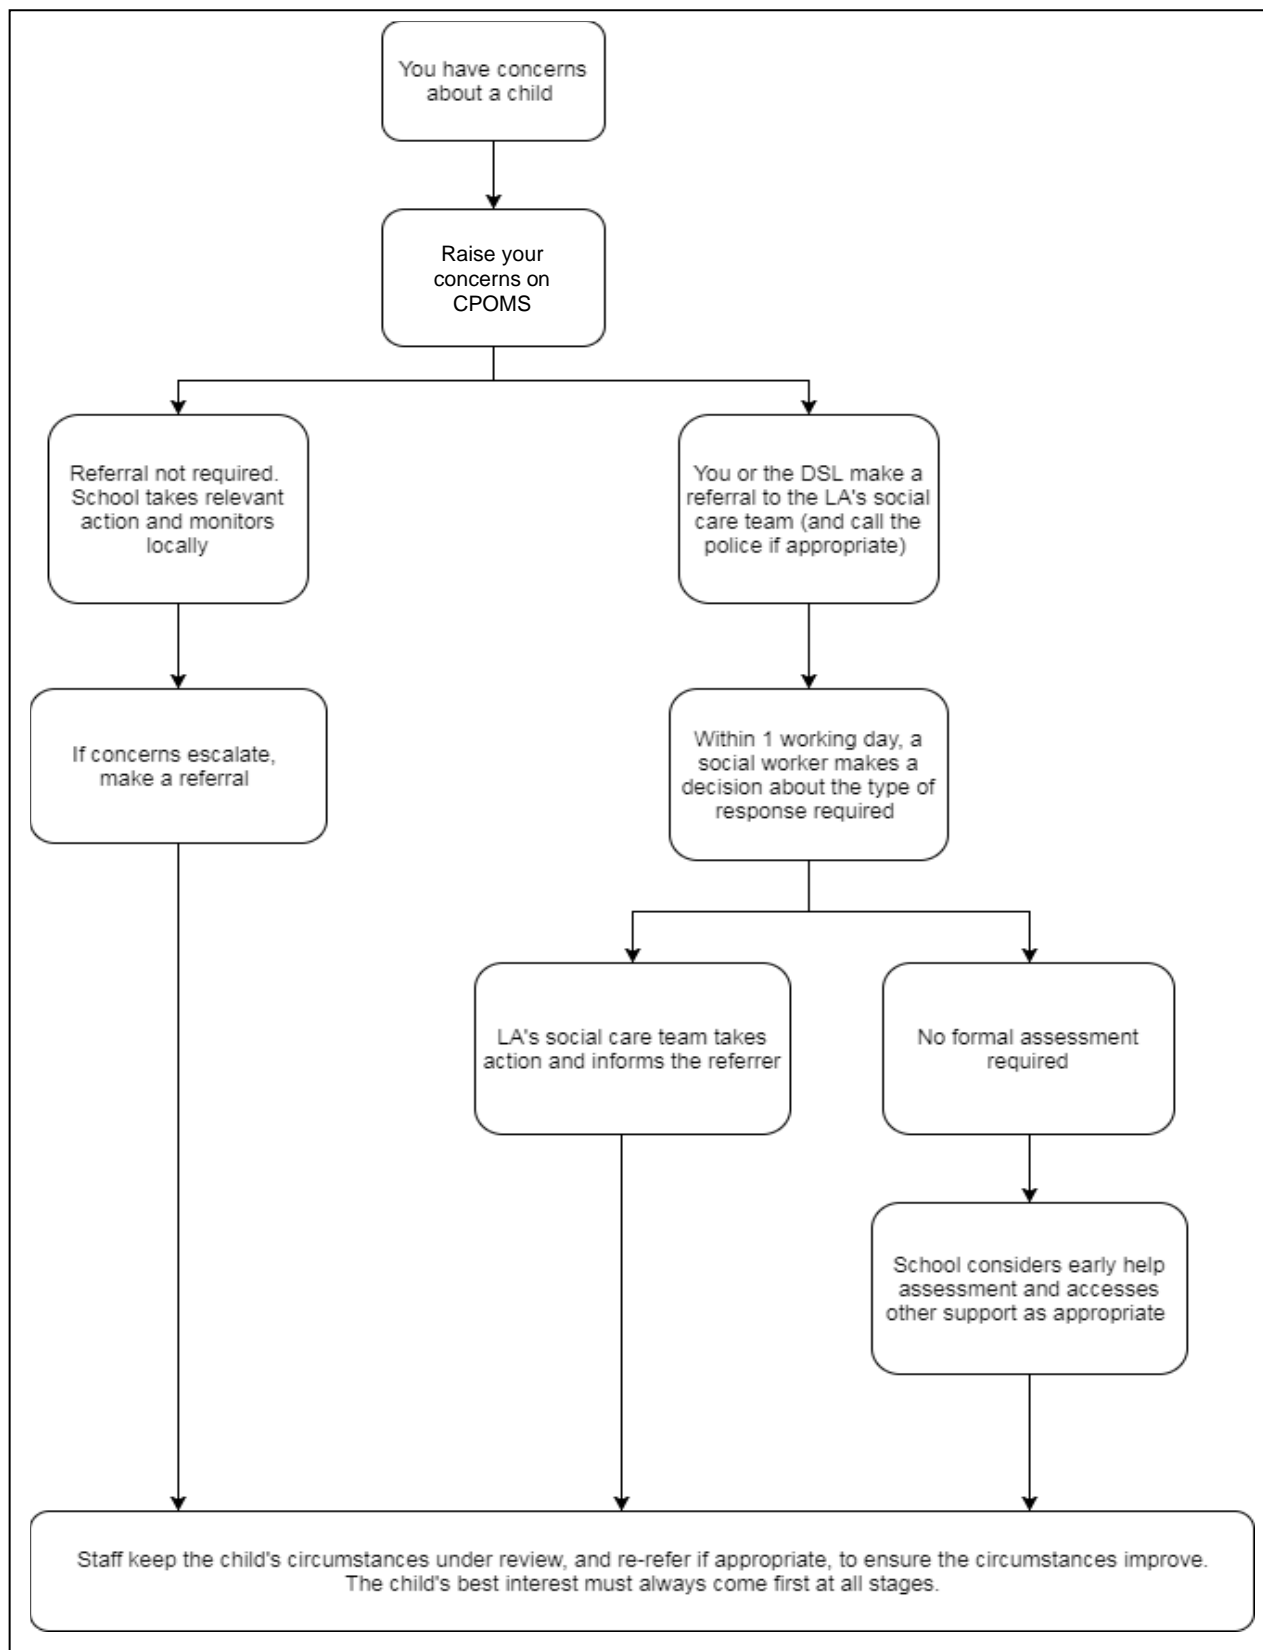 You have concerns
about a child
Raise your
concerns on
CPOMS
Referral not required.
School takes relevant
action and monitors
locally
You or the DSL make a
referral to the LA's social
care team (and call the
police if appropriate)
If concerns escalate,
make a referral
Within 1 working day, a
social worker makes a
decision about the type of
response required
LA's social care team takes
action and informs the referrer
No formal assessment
required
School considers early help
assessment and accesses
other support as appropriate
Staff keep the child's circumstances under review, and re-refer if appropriate, to ensure the circumstances improve.
The child's best interest must always come first at all stages.